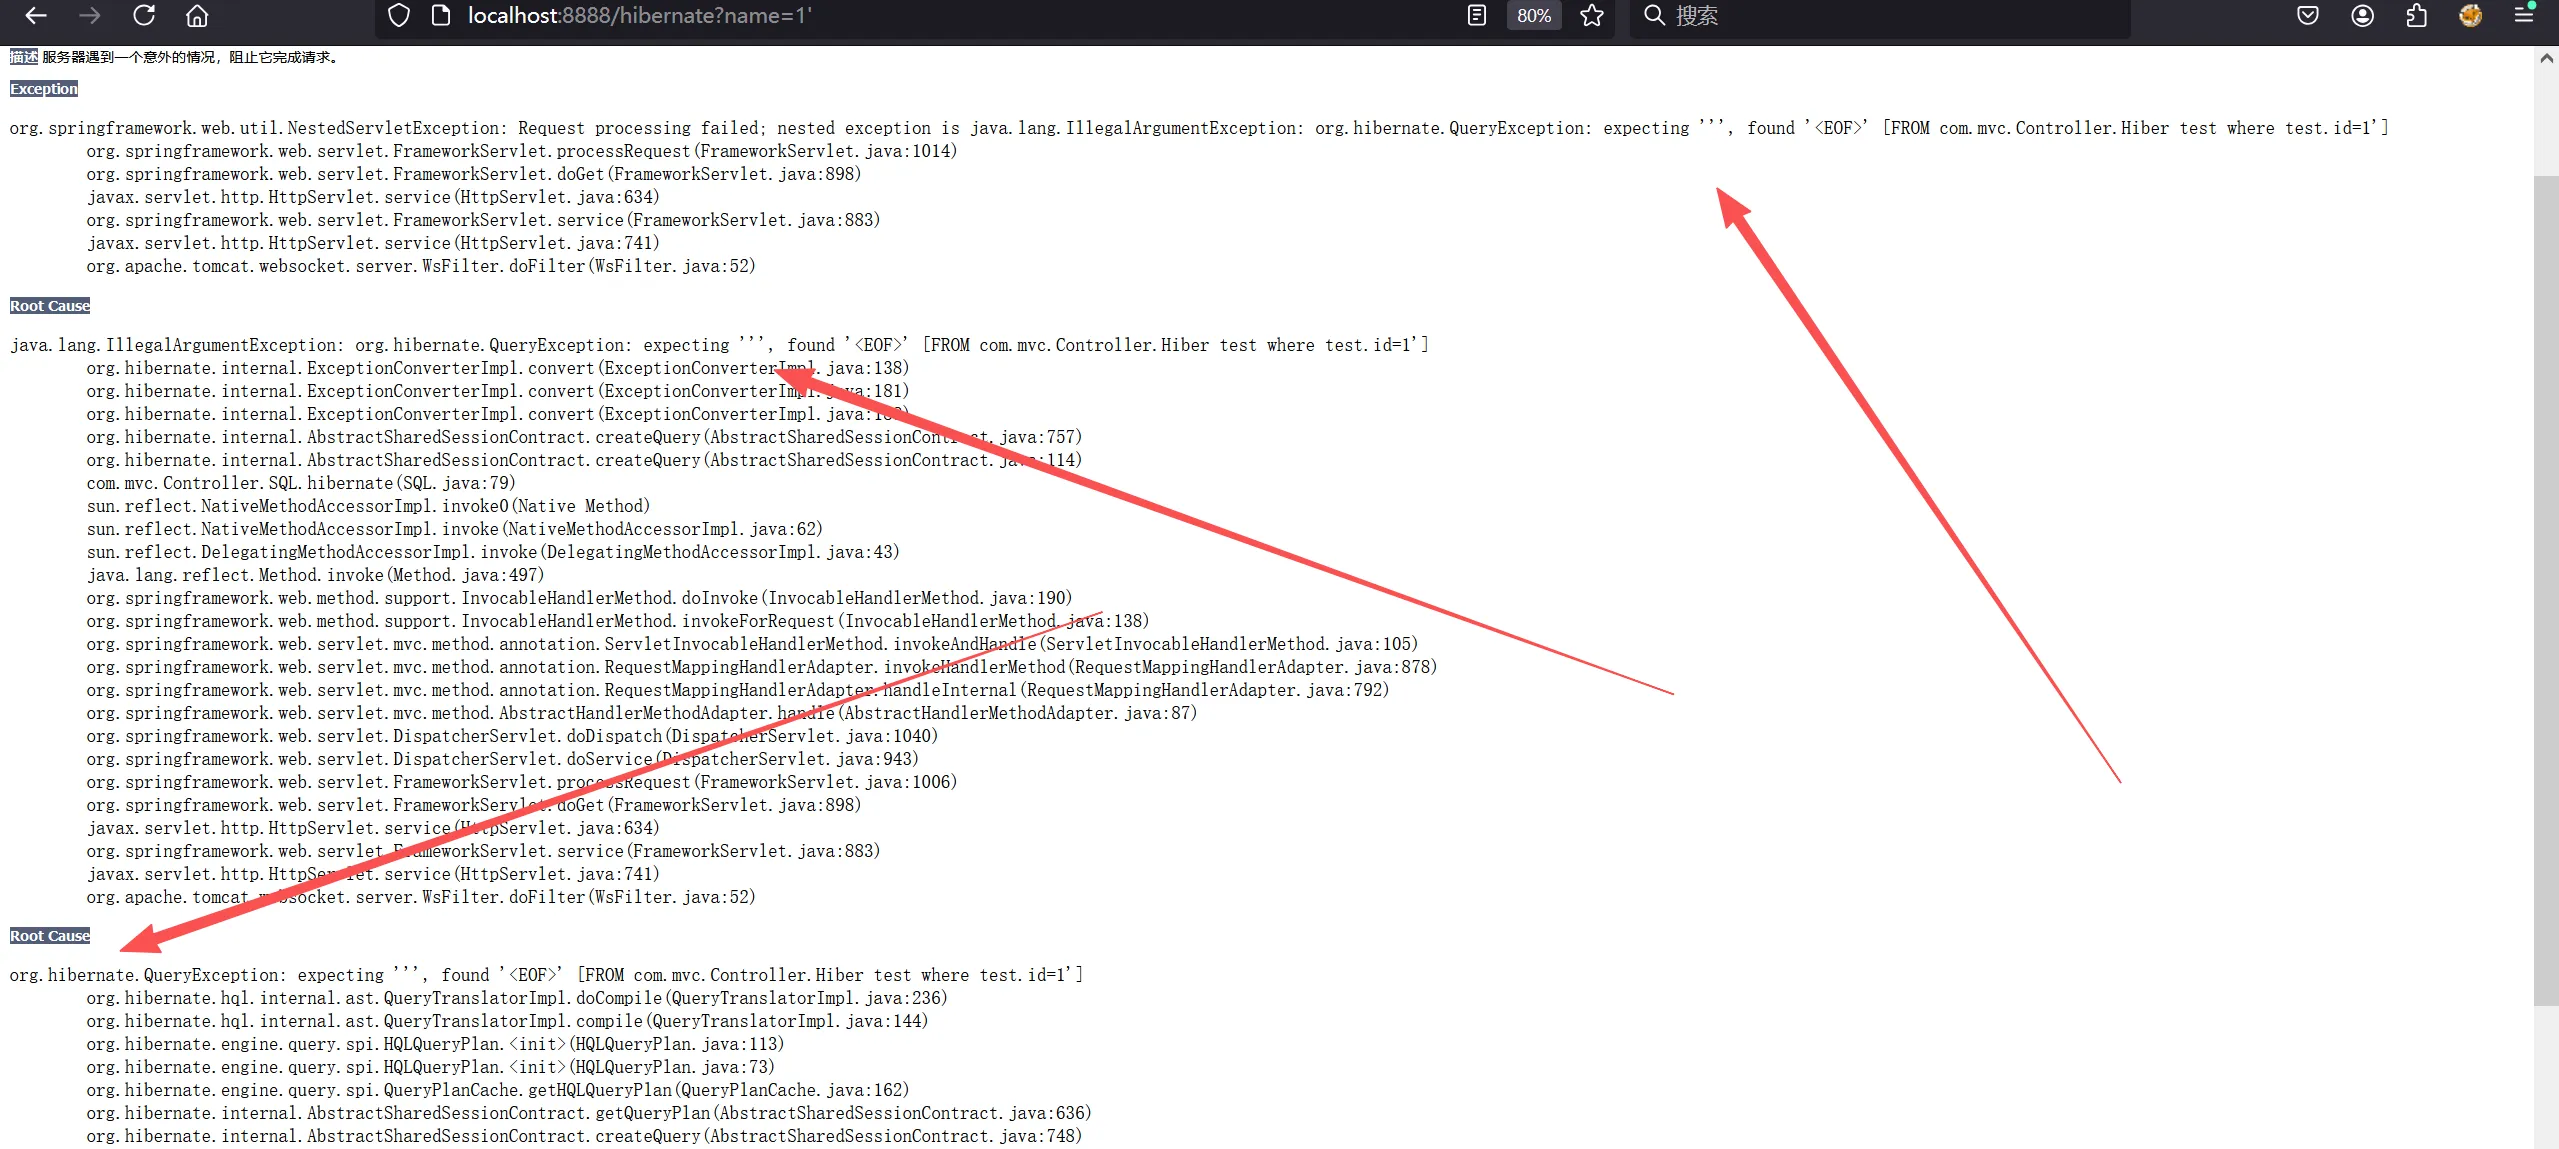 localhost:8888/hibernate?name=1'
80%
搜索
描述 服务器遇到一个意外的情况，阻止它完成请求。
Exception
org.springframework.web.util.NestedServletException: Request processing failed; nested exception is java.lang.IllegalArgumentException: org.hibernate.QueryException: expecting ''', found '<EOF>' [FROM com.mvc.Controller.Hiber test where test.id=1']
org.springframework.web.servlet.FrameworkServlet.processRequest(FrameworkServlet.java:1014)
org.springframework.web.servlet.FrameworkServlet.doGet(FrameworkServlet.java:898)
javax.servlet.http.HttpServlet.service(HttpServlet.java:634)
org.springframework.web.servlet.FrameworkServlet.service(FrameworkServlet.java:883)
javax.servlet.http.HttpServlet.service(HttpServlet.java:741)
org.apache.tomcat.websocket.server.WsFilter.doFilter(WsFilter.java:52)
Root Cause
java.lang.IllegalArgumentException: org.hibernate.QueryException: expecting ''', found '<EOF>' [FROM com.mvc.Controller.Hiber test where test.id=1']
org.hibernate.internal.ExceptionConverterImpl.convert(ExceptionConverterImpl.java:138)
org.hibernate.internal.ExceptionConverterImpl.convert(ExceptionConverterImpl.java:181)
org.hibernate.internal.ExceptionConverterImpl.convert(ExceptionConverterImpl.java:
org.hibernate.internal.AbstractSharedSessionContract.createQuery(AbstractSharedSessionContract.java:757)
org.hibernate.internal.AbstractSharedSessionContract.createQuery(AbstractSharedSessionContract.java:114)
com.mvc.Controller.SQL.hibernate(SQL.java:79)
sun.reflect.NativeMethodAccessorImpl.invoke0(Native Method)
sun.reflect.NativeMethodAccessorImpl.invoke(NativeMethodAccessorImpl.java:62)
sun.reflect.DelegatingMethodAccessorImpl.invoke(DelegatingMethodAccessorImpl.java:43)
java.lang.reflect.Method.invoke(Method.java:497)
org.springframework.web.method.support.InvocableHandlerMethod.doInvoke(InvocableHandlerMethod.java:190)
org.springframework.web.method.support.InvocableHandlerMethod.invokeForRequest(InvocableHandlerMethod.java:138)
org.springframework.web.servlet.mvc.method.annotation.ServletInvocableHandlerMethod.invokeAndHandle(ServletInvocableHandlerMethod.java:105)
org.springframework.web.servlet.mvc.method.annotation.RequestMappingHandlerAdapter.invokeHandlerMethod(RequestMappingHandlerAdapter.java:878)
org.springframework.web.servlet.mvc.method.annotation.RequestMappingHandlerAdapter.handleInternal(RequestMappingHandlerAdapter.java:792)
org.springframework.web.servlet.mvc.method.AbstractHandlerMethodAdapter.handle(AbstractHandlerMethodAdapter.java:87)
org.springframework.web.servlet.DispatcherServlet.doDispatch(DispatcherServlet.java:1040)
org.springframework.web.servlet.DispatcherServlet.doService(DispatcherServlet.java:943)
org.springframework.web.servlet.FrameworkServlet.processRequest(FrameworkServlet.java:1006)
org.springframework.web.servlet.FrameworkServlet.doGet(FrameworkServlet.java:898)
javax.servlet.http.HttpServlet.service(HttpServlet.java:634)
org.springframework.web.servlet.FrameworkServlet.service(FrameworkServlet.java:883)
javax.servlet.http.HttpServlet.service(HttpServlet.java:741)
org.apache.tomcat.websocket.server.WsFilter.doFilter(WsFilter.java:52)
Root Cause
org.hibernate.QueryException: expecting ''', found '<EOF>' [FROM com.mvc.Controller.Hiber test where test.id=1']
org.hibernate.hql.internal.ast.QueryTranslatorImpl.doCompile(QueryTranslatorImpl.java:236)
org.hibernate.hql.internal.ast.QueryTranslatorImpl.compile(QueryTranslatorImpl.java:144)
org.hibernate.engine.query.spi.HQLQueryPlan.<init>(HQLQueryPlan.java:113)
org.hibernate.engine.query.spi.HQLQueryPlan.<init>(HQLQueryPlan.java:73)
org.hibernate.engine.query.spi.QueryPlanCache.getHQLQueryPlan(QueryPlanCache.java:162)
org.hibernate.internal.AbstractSharedSessionContract.getQueryPlan(AbstractSharedSessionContract.java:636)
org.hibernate.internal.AbstractSharedSessionContract.createQuery(AbstractSharedSessionContract.java:748)